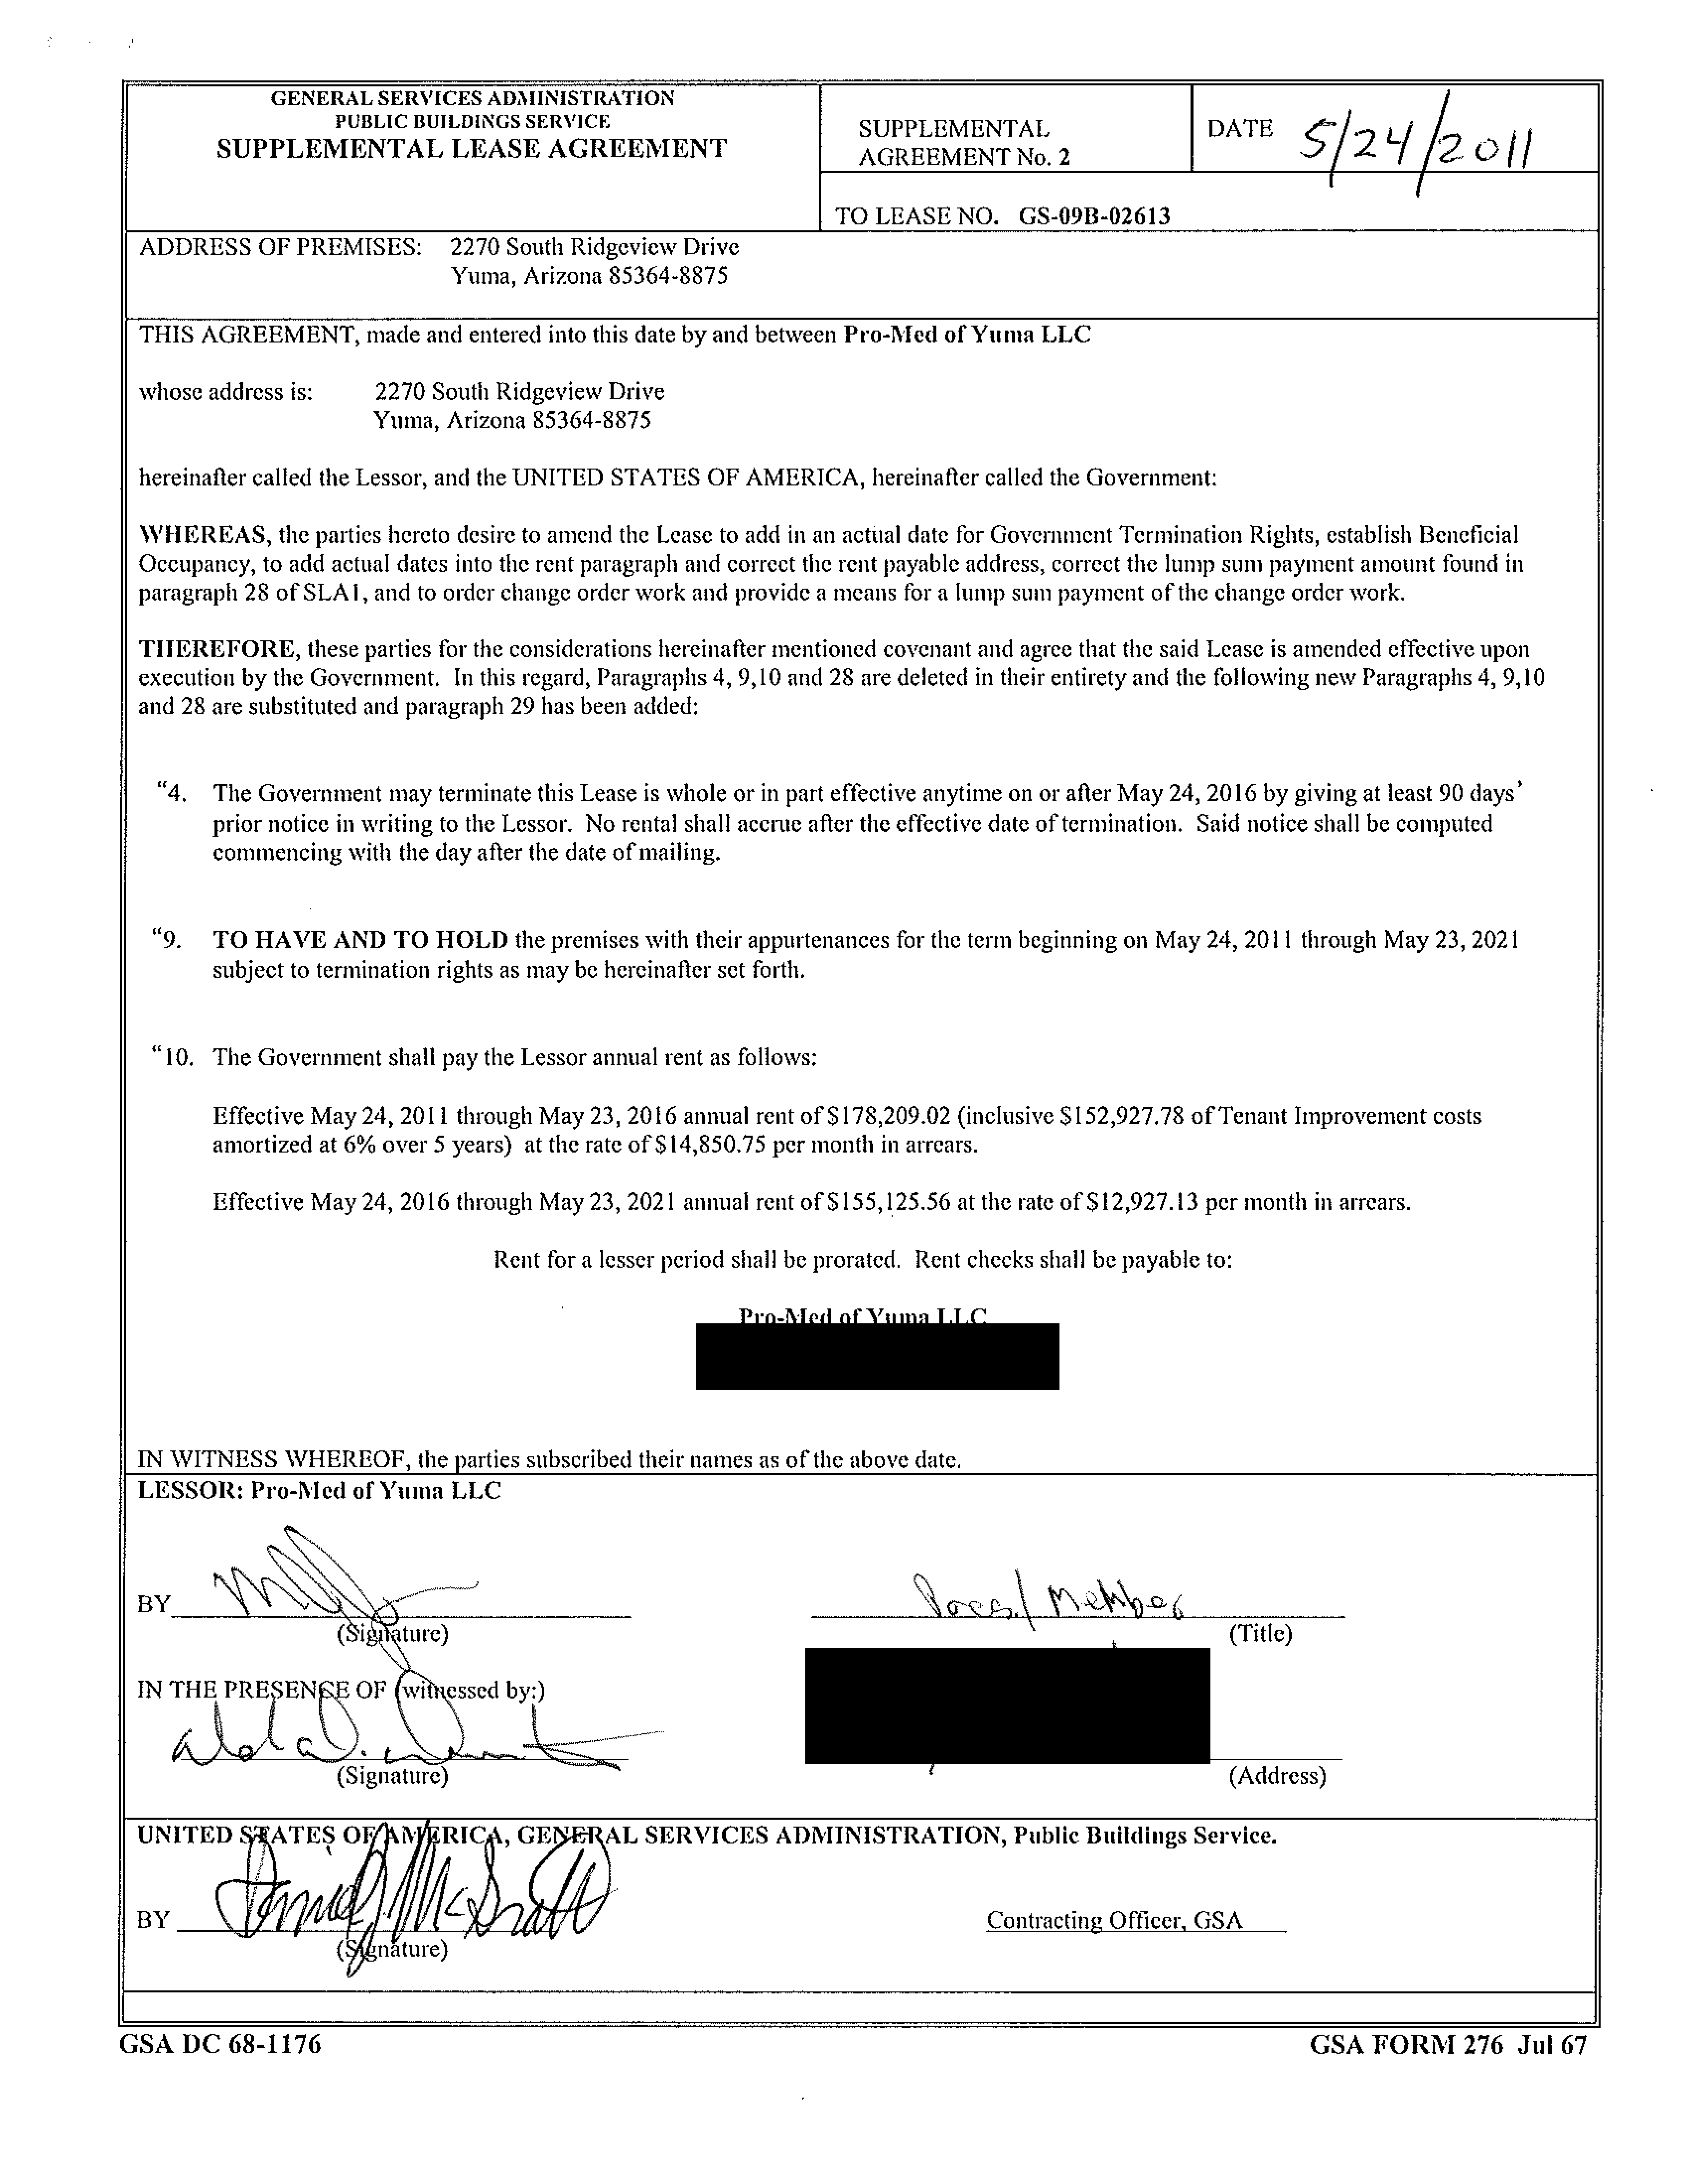 GENERAL SERVICES ADMINISTRATION
PUBLIC BUILDINGS SERVICE
SUPPLEMENTAL LEASE AGREEMENT
SUPPLEMENTAL
AGREEMENT No. 2
DATE 5/24/2011
TO LEASE NO. GS-09B-02613
ADDRESS OF PREMISES: 2270 South Ridgeview Drive
Yuma, Arizona 85364-8875
THIS AGREEMENT, made and entered into this date by and between Pro-Med of Yuma LLC
whose address is: 2270 South Ridgeview Drive
Yuma, Arizona 85364-8875
hereinafter called the Lessor, and the UNITED STATES OF AMERICA, hereinafter called the Government:
WHEREAS, the parties hereto desire to amend the Lease to add in an actual date for Government Termination Rights, establish Beneficial
Occupancy, to add actual dates into the rent paragraph and correct the rent payable address, correct the lump sum payment amount found in
paragraph 28 of SLA1, and to order change order work and provide a means for a lump sum payment of the change order work.
THEREFORE, these parties for the considerations hereinafter mentioned covenant and agree that the said Lease is amended effective upon
execution by the Government. In this regard, Paragraphs 4, 9,10 and 28 are deleted in their entirety and the following new Paragraphs 4, 9,10
and 28 are substituted and paragraph 29 has been added:
“4. The Government may terminate this Lease is whole or in part effective anytime on or after May 24, 2016 by giving at least 90 days’
prior notice in writing to the Lessor. No rental shall accrue after the effective date of termination. Said notice shall be computed
commencing with the day after the date of mailing.
“9. TO HAVE AND TO HOLD the premises with their appurtenances for the term beginning on May 24, 2011 through May 23, 2021
subject to termination rights as may be hereinafter set forth.
“10. The Government shall pay the Lessor annual rent as follows:
Effective May 24, 2011 through May 23, 2016 annual rent of $178,209.02 (inclusive $152,927.78 of Tenant Improvement costs
amortized at 6% over 5 years) at the rate of $14,850.75 per month in arrears.
Effective May 24, 2016 through May 23, 2021 annual rent of $155,125.56 at the rate of $12,927.13 per month in arrears.
Rent for a lesser period shall be prorated. Rent checks shall be payable to:
Pro-Med of Yuma LLC
IN WITNESS WHEREOF, the parties subscribed their names as of the above date.
LESSOR: Pro-Med of Yuma LLC
BY
Pres./ Member
(Signature)
(Title)
IN THE PRESENCE OF (witnessed by:)
(Signature)
(Address)
UNITED STATES OF AMERICA, GENERAL SERVICES ADMINISTRATION, Public Buildings Service.
BY
Contracting Officer, GSA
(Signature)
GSA DC 68-1176
GSA FORM 276 Jul 67